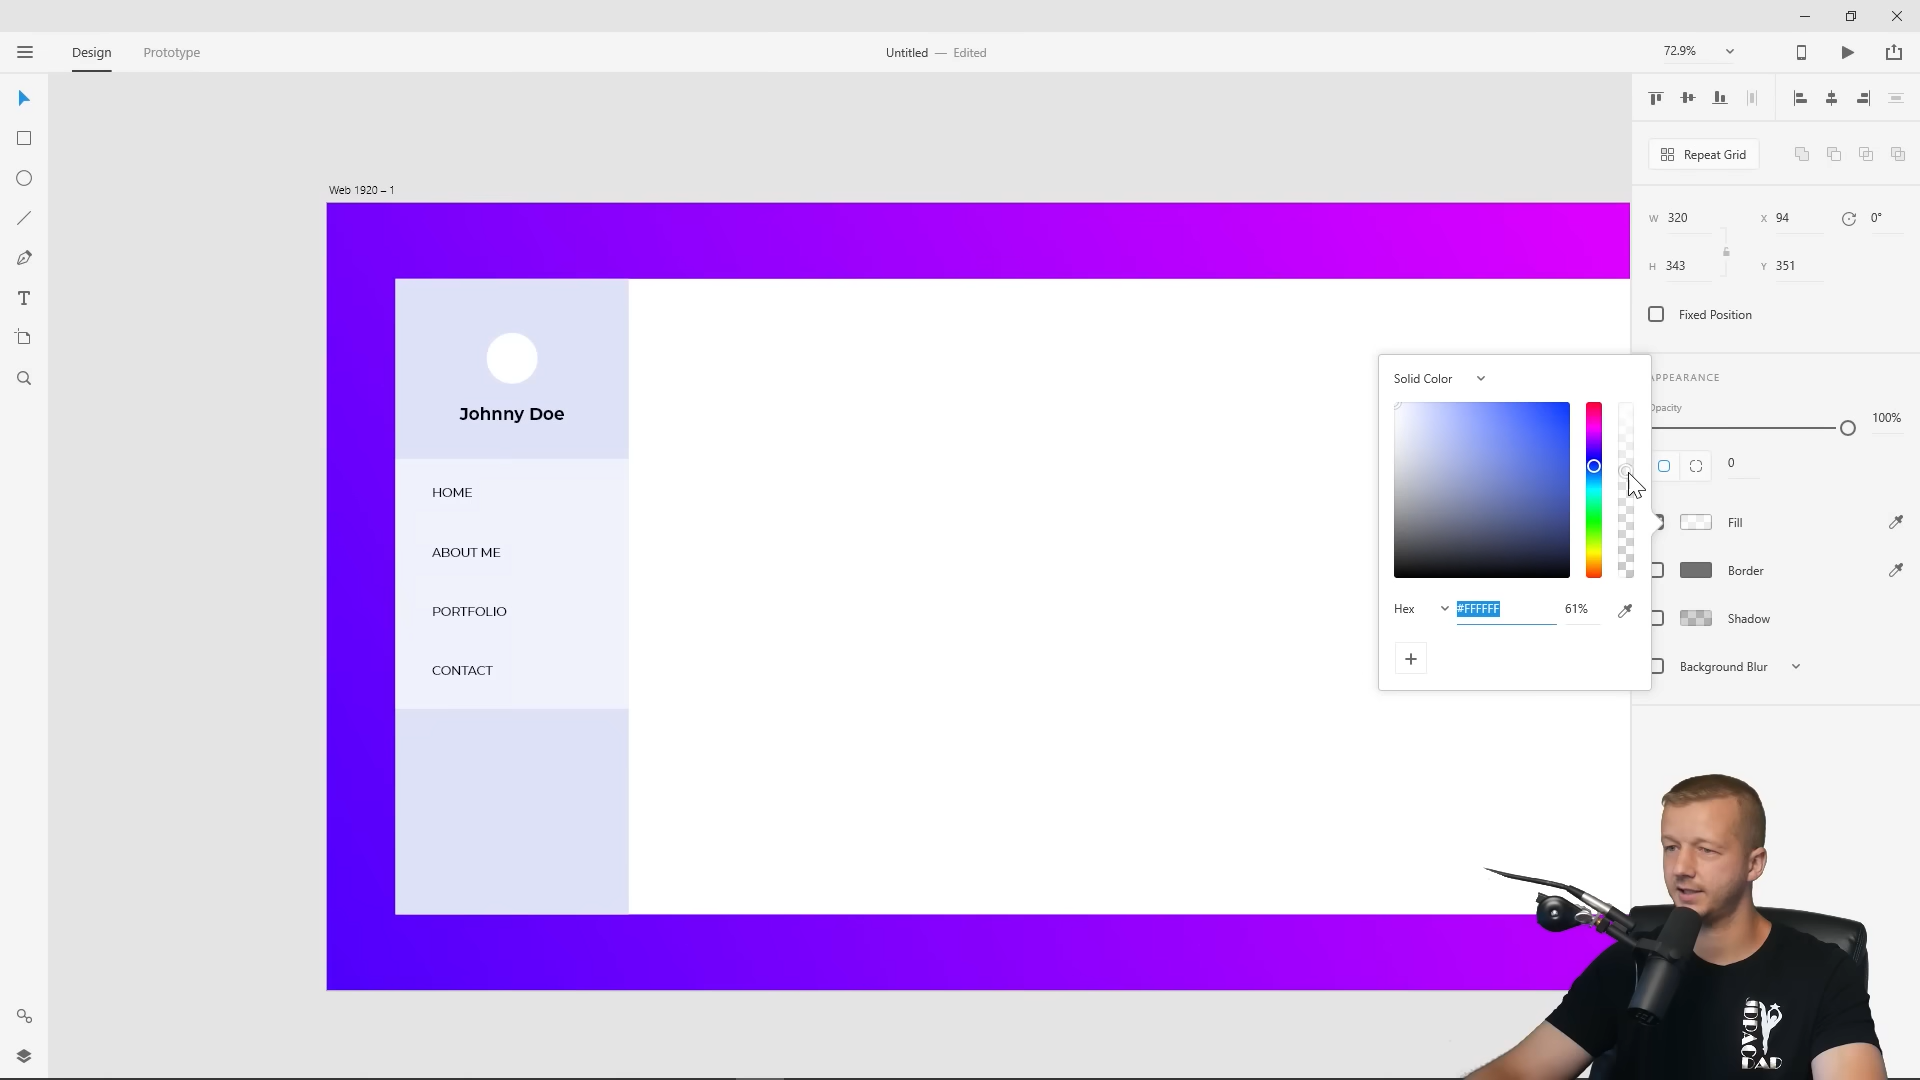 Design
Prototype
Untitled — Edited
72.9%
Repeat Grid
W 320
X 94
0°
H 343
Y 351
Fixed Position
Web 1920 – 1
Johnny Doe
HOME
ABOUT ME
PORTFOLIO
CONTACT
Solid Color
Hex
#FFFFFF
61%
+
APPEARANCE
Opacity
100%
0
Fill
Border
Shadow
Background Blur
DAD